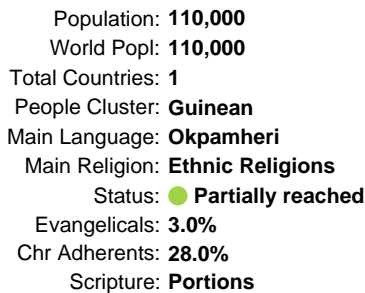 Population: 110,000
World Popl: 110,000
Total Countries: 1
People Cluster: Guinean
Main Language: Okpamheri
Main Religion: Ethnic Religions
Status: Partially reached
Evangelicals: 3.0%
Chr Adherents: 28.0%
Scripture: Portions